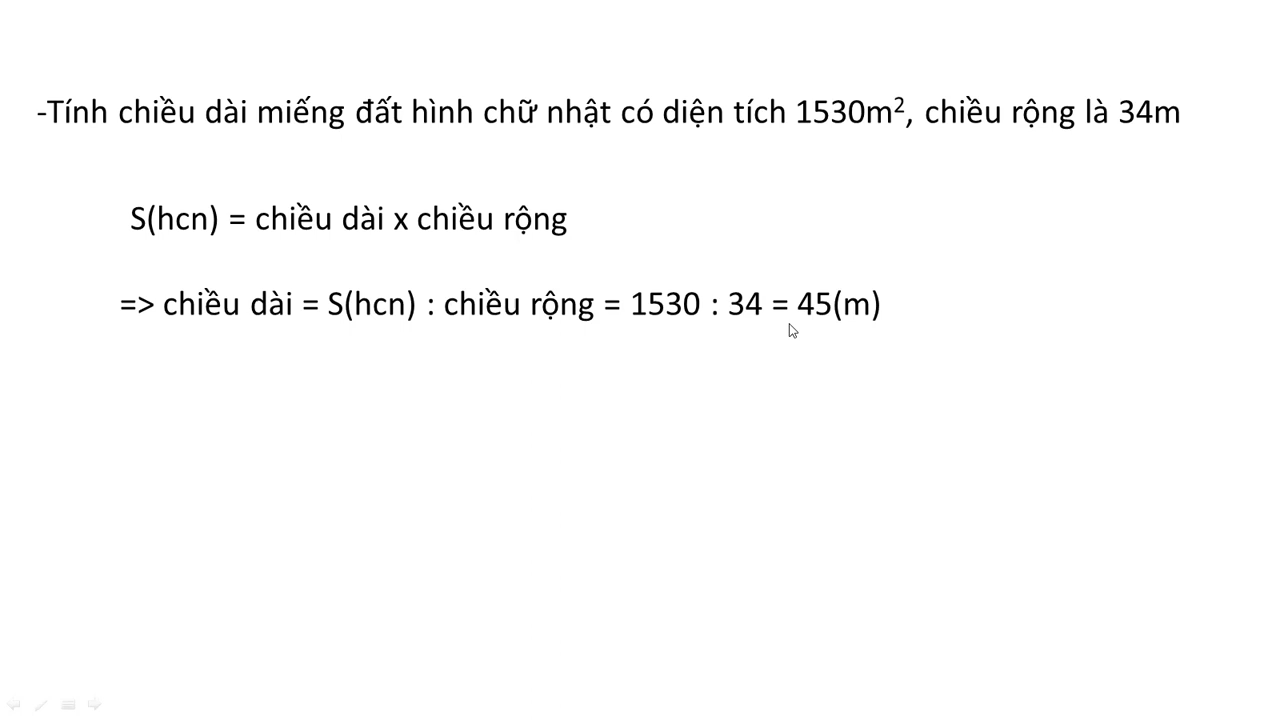 -Tính chiều dài miếng đất hình chữ nhật có diện tích 1530m², chiều rộng là 34m
S(hcn) = chiều dài x chiều rộng
=> chiều dài = S(hcn) : chiều rộng = 1530 : 34 = 45(m)